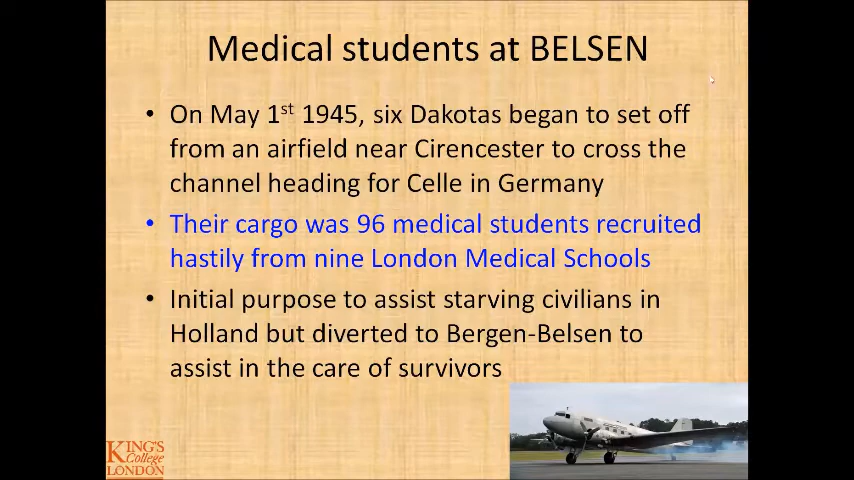 Medical students at BELSEN
• On May 1st 1945, six Dakotas began to set off
from an airfield near Cirencester to cross the
channel heading for Celle in Germany
• Their cargo was 96 medical students recruited
hastily from nine London Medical Schools
• Initial purpose to assist starving civilians in
Holland but diverted to Bergen-Belsen to
assist in the care of survivors
KING'S
College
LONDON